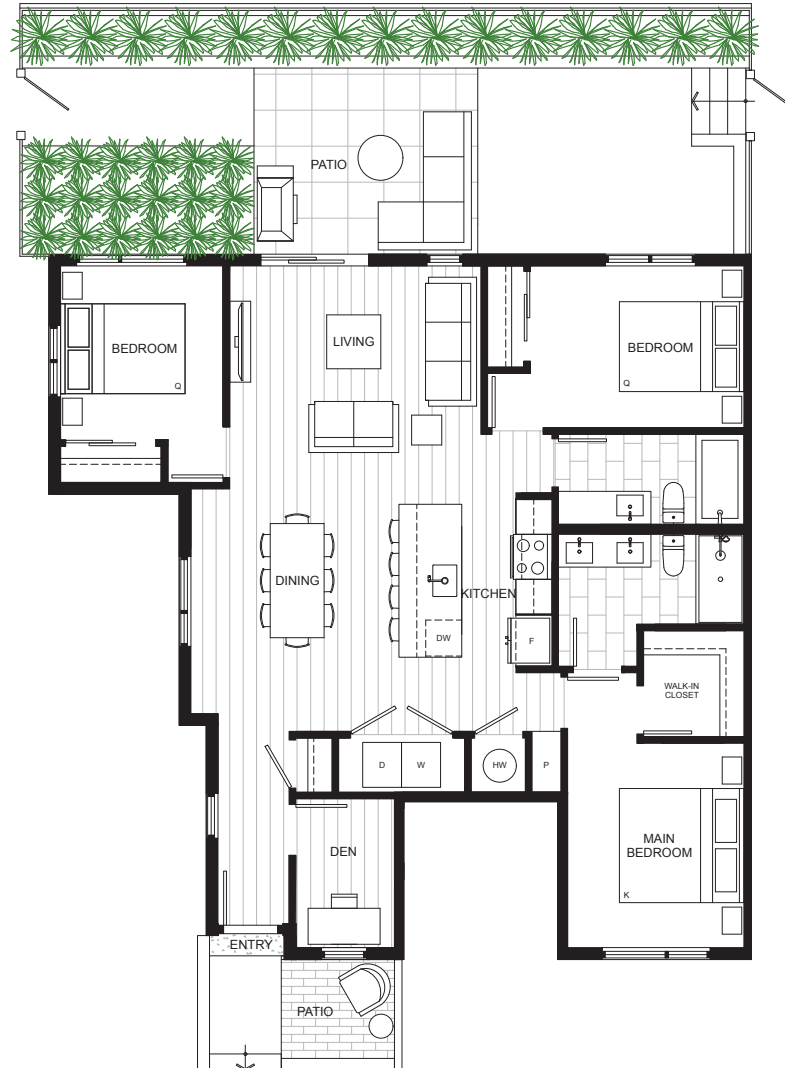 PATIO
LIVING
BEDROOM
BEDROOM
Q
Q
DINING
KITCHEN
DW
F
WALK-IN
CLOSET
D
W
HW
P
MAIN
BEDROOM
DEN
K
ENTRY
PATIO